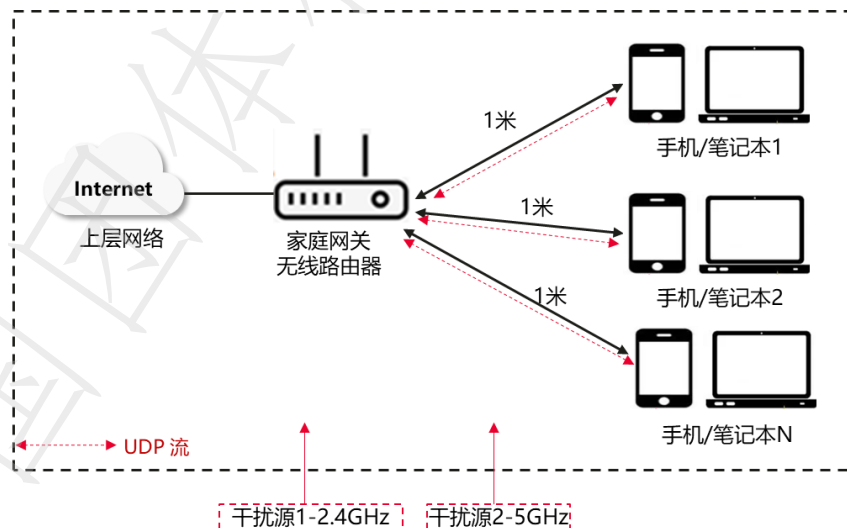 1米
手机/笔记本1
Internet
上层网络
家庭网关
无线路由器
1米
手机/笔记本2
1米
手机/笔记本N
UDP 流
干扰源1-2.4GHz
干扰源2-5GHz